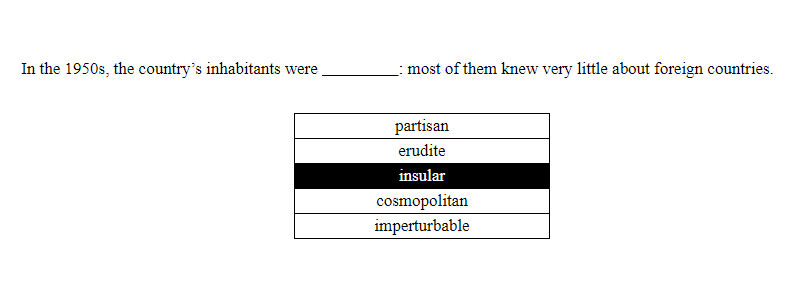 In the 1950s, the country’s inhabitants were _________: most of them knew very little about foreign countries.
partisan
erudite
insular
cosmopolitan
imperturbable